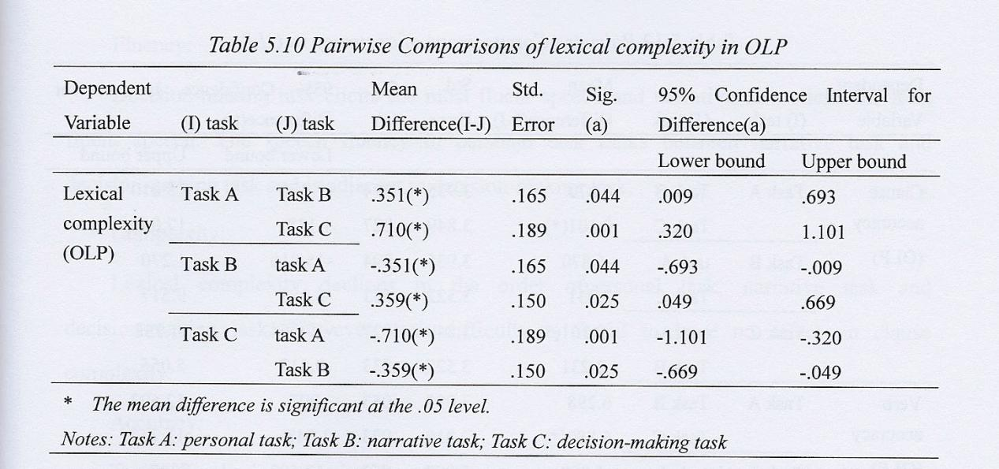 Table 5.10 Pairwise Comparisons of lexical complexity in OLP
Dependent Mean Std. Sig. 95% Confidence Interval for
Variable (I) task (J) task Difference(I-J) Error (a) Difference(a)
Lower bound Upper bound
Lexical Task A Task B .351(*) .165 .044 .009 .693
complexity Task C .710(*) .189 .001 .320 1.101
(OLP) Task B task A -.351(*) .165 .044 -.693 -.009
Task C .359(*) .150 .025 .049 .669
Task C task A -.710(*) .189 .001 -1.101 -.320
Task B -.359(*) .150 .025 -.669 -.049
* The mean difference is significant at the .05 level.
Notes: Task A: personal task; Task B: narrative task; Task C: decision-making task